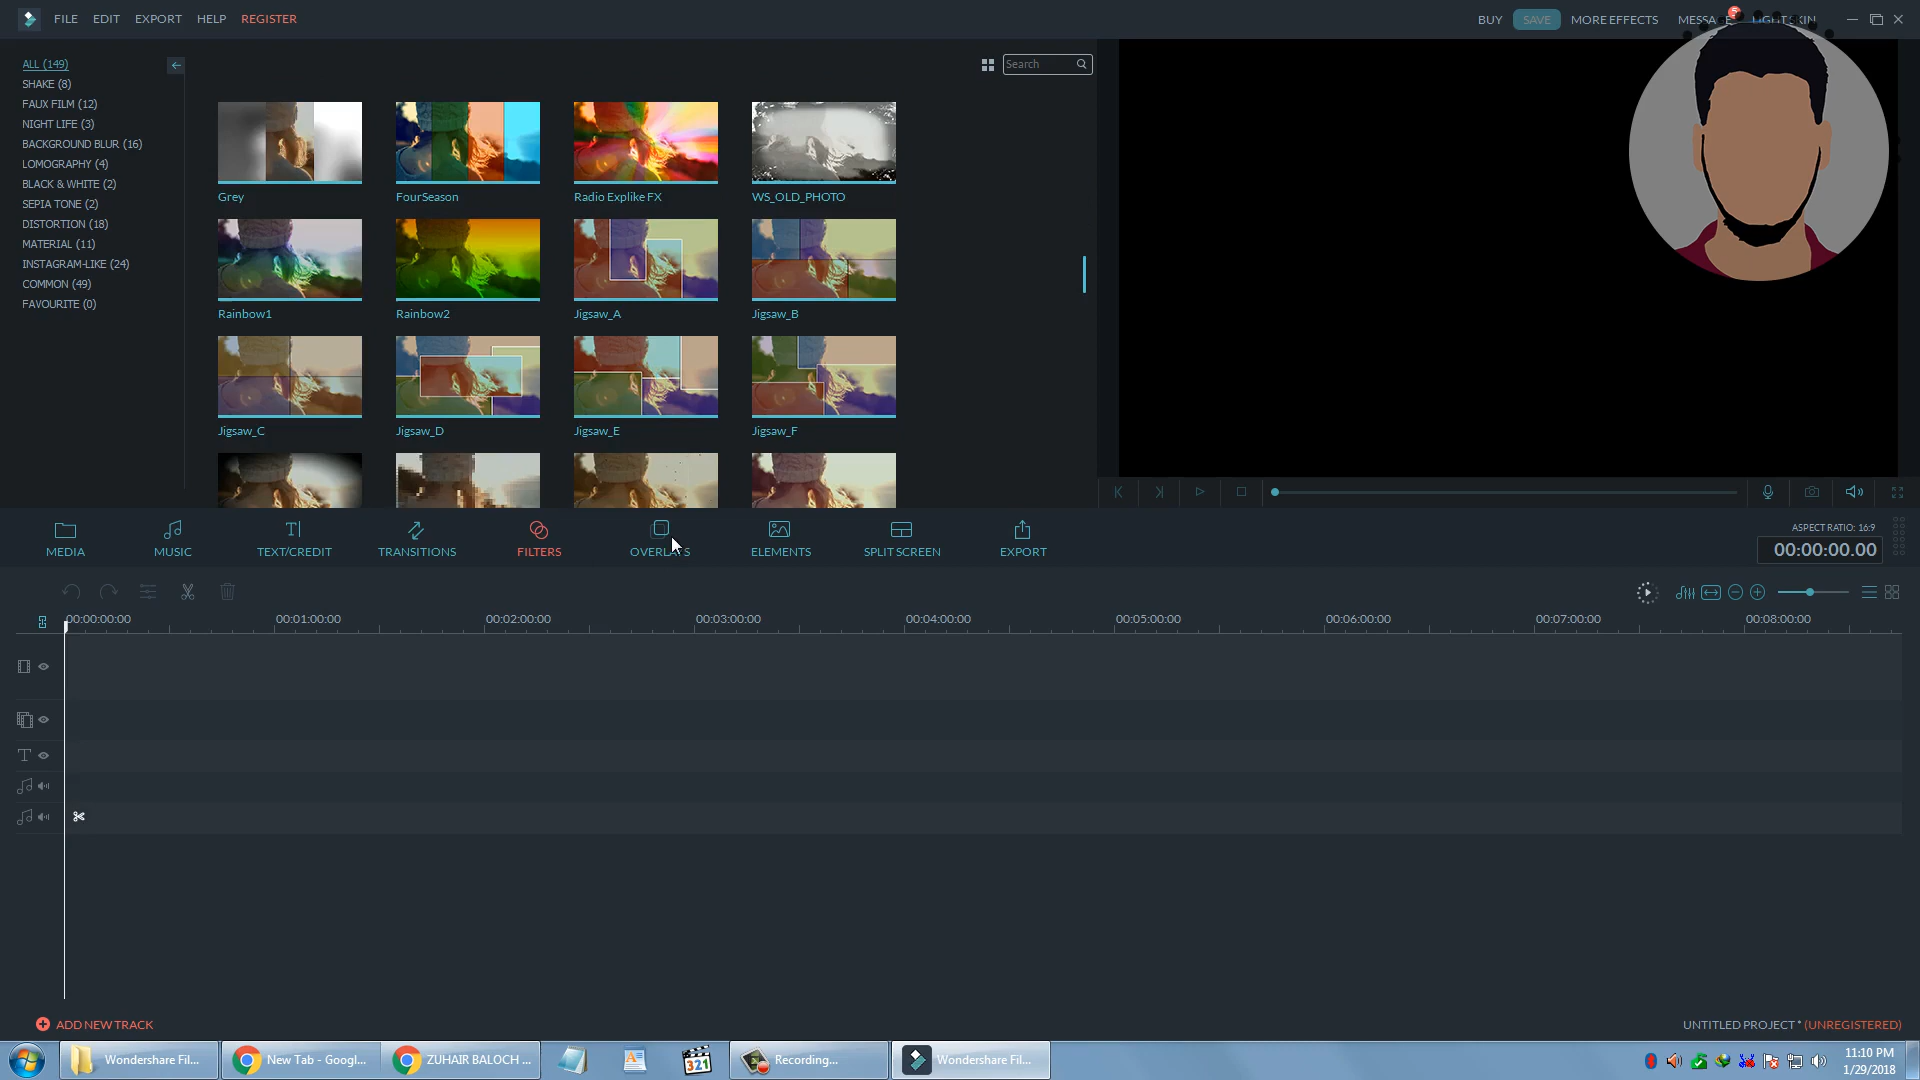 FILE EDIT EXPORT HELP REGISTER
BUY SAVE MORE EFFECTS
ALL (149)
SHAKE (8)
FAUX FILM (12)
NIGHT LIFE (3)
BACKGROUND BLUR (16)
LOMOGRAPHY (4)
BLACK & WHITE (2)
SEPIA TONE (2)
DISTORTION (18)
MATERIAL (11)
INSTAGRAM-LIKE (24)
COMMON (49)
FAVOURITE (0)
Search
Grey FourSeason Radio Explike FX WS_OLD_PHOTO
Rainbow1 Rainbow2 Jigsaw_A Jigsaw_B
Jigsaw_C Jigsaw_D Jigsaw_E Jigsaw_F
MEDIA MUSIC TEXT/CREDIT TRANSITIONS FILTERS OVERLAYS ELEMENTS SPLIT SCREEN EXPORT
ASPECT RATIO: 16:9
00:00:00.00
00:00:00:00 00:01:00:00 00:02:00:00 00:03:00:00 00:04:00:00 00:05:00:00 00:06:00:00 00:07:00:00 00:08:00:00
ADD NEW TRACK
UNTITLED PROJECT * (UNREGISTERED)
Wondershare Fil... New Tab - Googl... ZUHAIR BALOCH ... 321 Recording... Wondershare Fil...
11:10 PM
1/29/2018